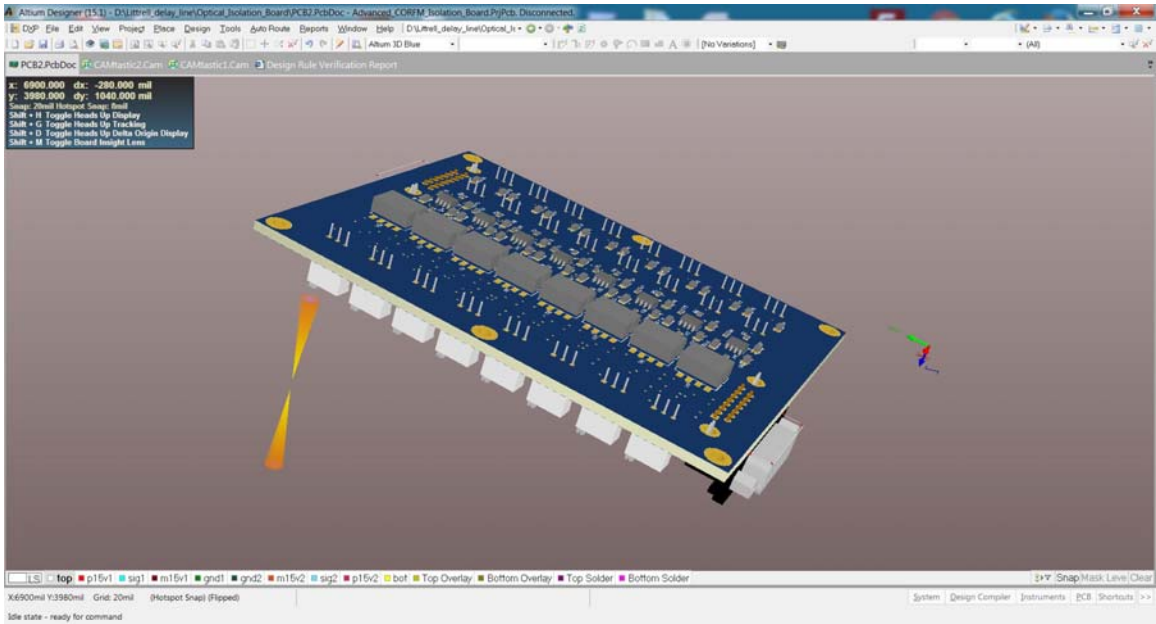 Altium Designer (15.1) - D:\Littrell_delay_line\Optical_Isolation_Board\PCB2.PcbDoc - Advanced_CORFM_Isolation_Board.PrjPcb. Disconnected.
DXP File Edit View Project Place Design Tools Auto Route Reports Window Help D:\Littrell_delay_line\Optical_Is
Altium 3D Blue [No Variations] (All)
PCB2.PcbDoc CAMtastic2.Cam CAMtastic1.Cam Design Rule Verification Report
x: 6900.000 dx: -280.000 mil
y: 3980.000 dy: 1040.000 mil
Snap: 20mil Hotspot Snap: 8mil
Shift + H Toggle Heads Up Display
Shift + G Toggle Heads Up Tracking
Shift + D Toggle Heads Up Delta Origin Display
Shift + M Toggle Board Insight Lens
LS top p15v1 sig1 m15v1 gnd1 gnd2 m15v2 sig2 p15v2 bot Top Overlay Bottom Overlay Top Solder Bottom Solder Snap Mask Level Clear
X:6900mil Y:3980mil Grid: 20mil (Hotspot Snap) (Flipped) System Design Compiler Instruments PCB Shortcuts >>
Idle state - ready for command